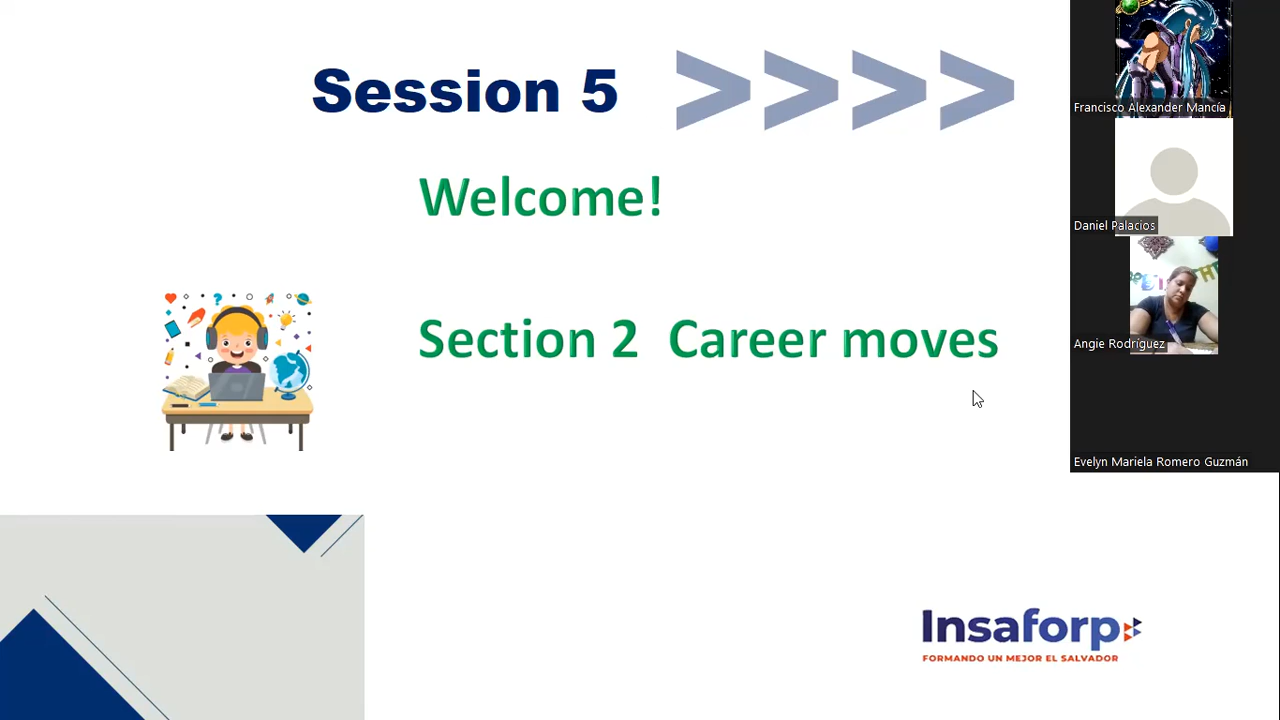 Session 5 >>>>
Welcome!
Section 2 Career moves
Insaforp
FORMANDO UN MEJOR EL SALVADOR
Francisco Alexander Mancía
Daniel Palacios
Angie Rodríguez
Evelyn Mariela Romero Guzmán